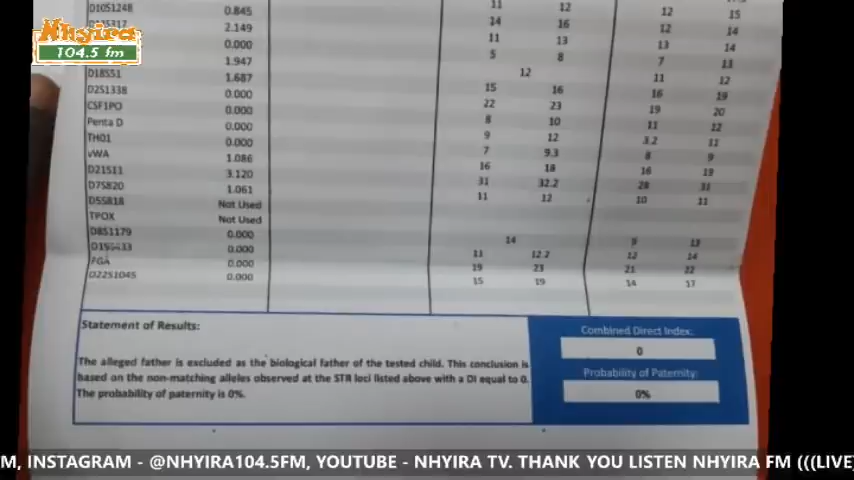 Nhyira
104.5 fm
D10S1248 0.845 11 12 12 15
2.149 14 16 12 14
0.000 11 13 13 14
1.947 5 8 7 13
D18S51 1.687 12 11 12
D2S1338 0.000 15 16 16 19
CSF1PO 0.000 22 23 19 20
Penta D 0.000 8 10 11 12
TH01 0.000 9 12 3.2 11
vWA 1.086 7 9.3 8 9
D21S11 3.120 16 18 16 19
D7S820 1.061 31 32.2 28 31
D5S818 Not Used 11 12 10 11
TPOX Not Used
D8S1179 0.000 14 9 13
0.000 11 12.2 12 14
FGA 0.000 19 23 21 22
D22S1045 0.000 15 19 14 17
Statement of Results:
The alleged father is excluded as the biological father of the tested child. This conclusion is
based on the non-matching alleles observed at the STR loci listed above with a DI equal to 0.
The probability of paternity is 0%.
Combined Direct Index:
0
Probability of Paternity:
0%
M, INSTAGRAM - @NHYIRA104.5FM, YOUTUBE - NHYIRA TV. THANK YOU LISTEN NHYIRA FM (((LIVE)